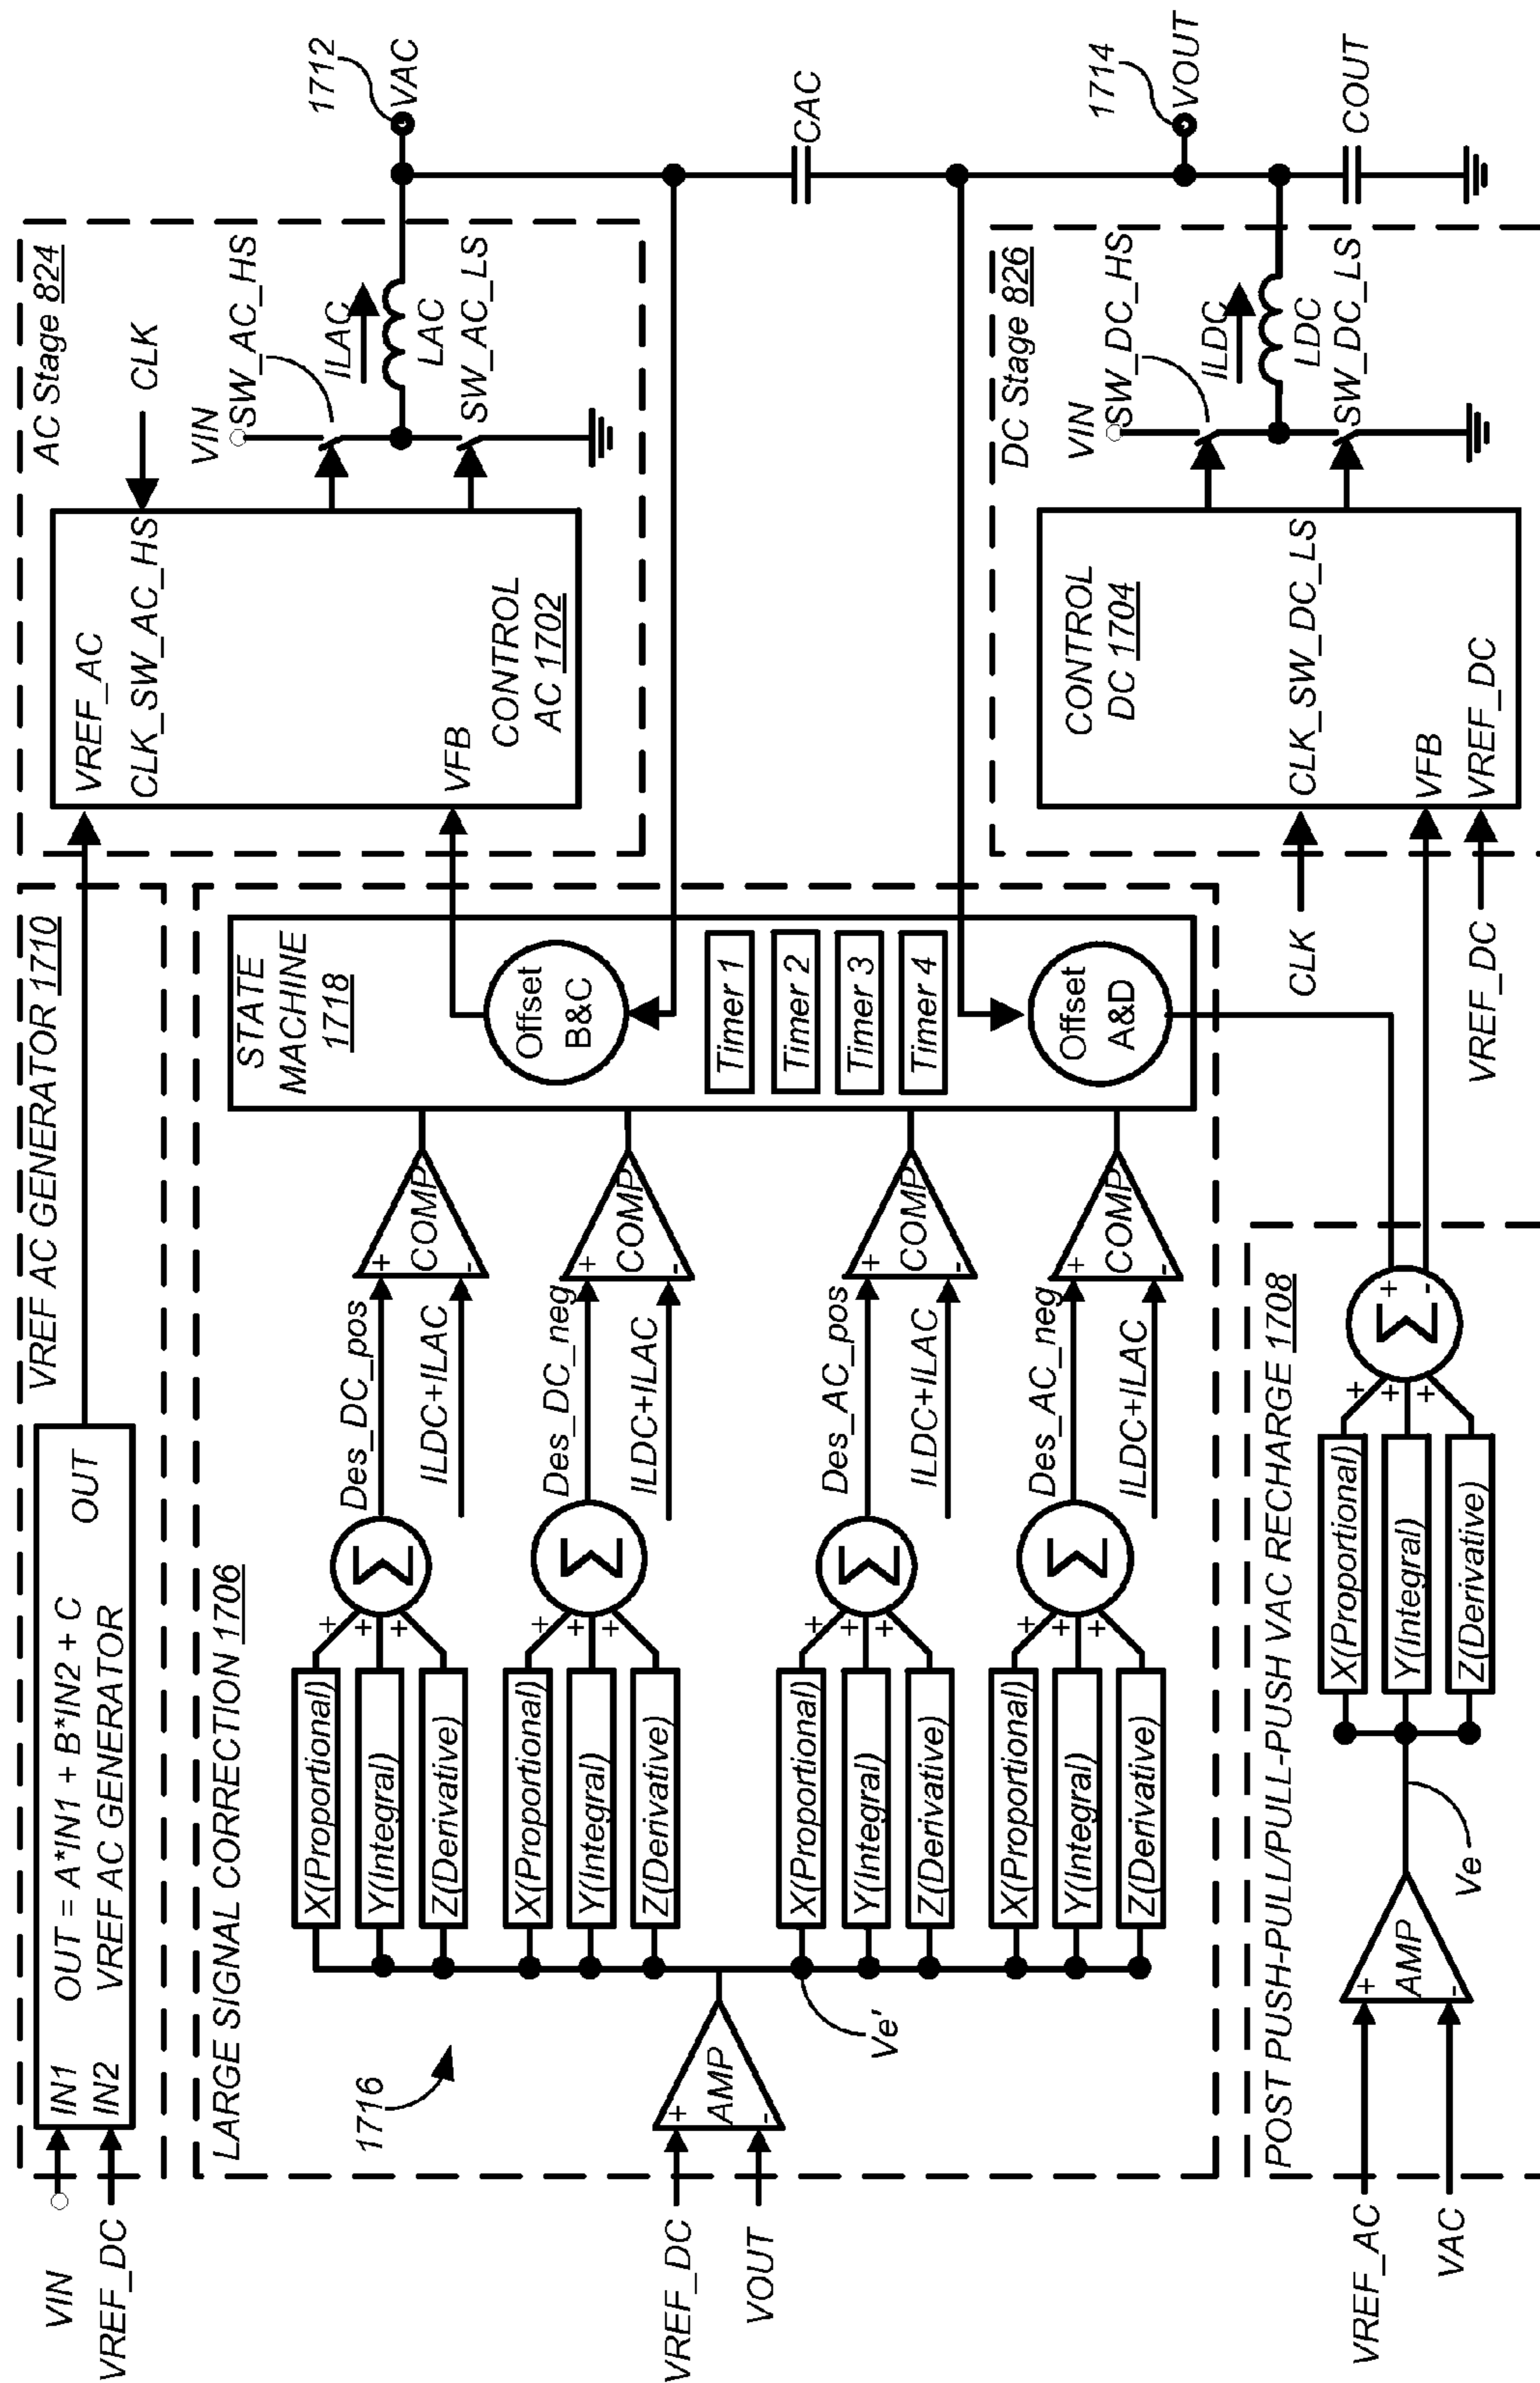 VREF AC GENERATOR 1710
VIN
VREF_DC
IN1
IN2
OUT = A*IN1 + B*IN2 + C
VREF AC GENERATOR
OUT
AC Stage 824
VREF_AC
CLK_SW_AC_HS
VFB
CONTROL
AC 1702
CLK
VIN
SW_AC_HS
ILAC
LAC
SW_AC_LS
1712
VAC
LARGE SIGNAL CORRECTION 1706
1716
VREF_DC
VOUT
+
-
AMP
Ve'
X(Proportional)
Y(Integral)
Z(Derivative)
+
+
+
Σ
Des_DC_pos
ILDC+ILAC
+
-
COMP
X(Proportional)
Y(Integral)
Z(Derivative)
+
+
+
Σ
Des_DC_neg
ILDC+ILAC
+
-
COMP
X(Proportional)
Y(Integral)
Z(Derivative)
+
+
+
Σ
Des_AC_pos
ILDC+ILAC
+
-
COMP
X(Proportional)
Y(Integral)
Z(Derivative)
+
+
+
Σ
Des_AC_neg
ILDC+ILAC
+
-
COMP
STATE
MACHINE
1718
Offset
B&C
Timer 1
Timer 2
Timer 3
Timer 4
Offset
A&D
CAC
1714
VOUT
COUT
DC Stage 826
CONTROL
DC 1704
CLK_SW_DC_LS
VFB
VREF_DC
CLK
VREF_DC
VIN
SW_DC_HS
ILDC
LDC
SW_DC_LS
POST PUSH-PULL/PULL-PUSH VAC RECHARGE 1708
VREF_AC
VAC
+
-
AMP
Ve
X(Proportional)
Y(Integral)
Z(Derivative)
+
+
+
Σ
+
-